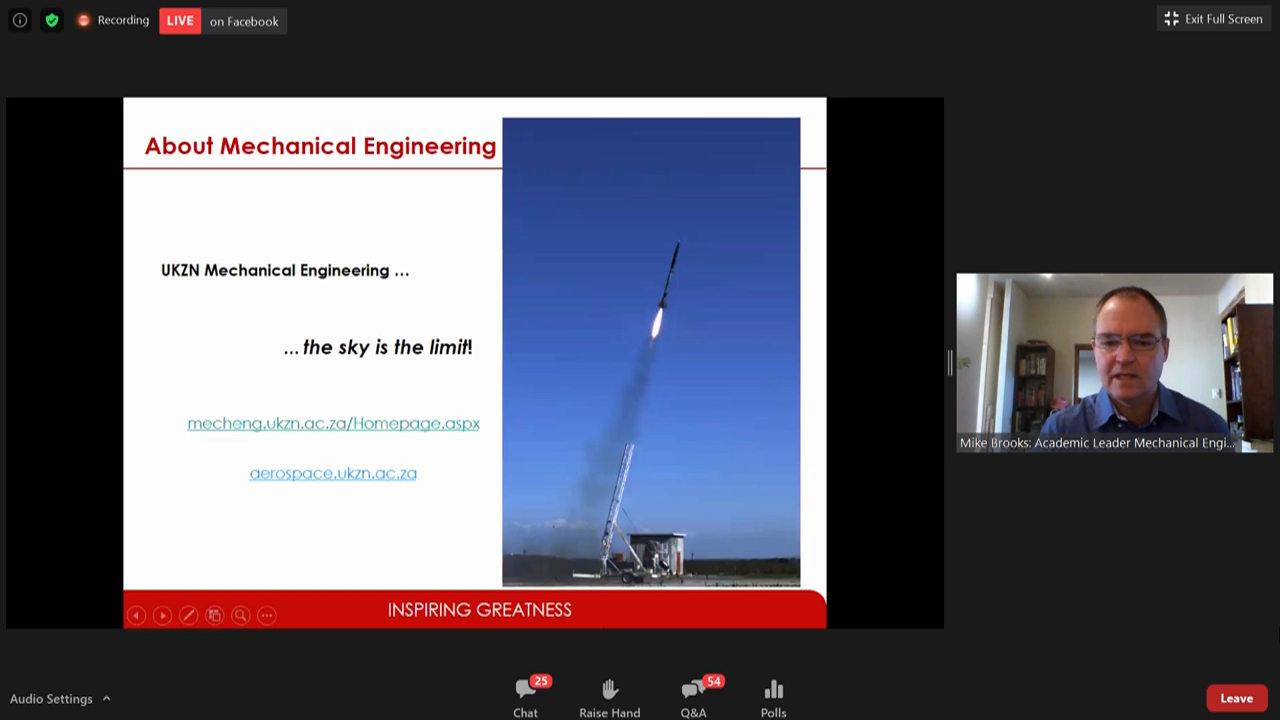 Recording
LIVE on Facebook
Exit Full Screen
About Mechanical Engineering
UKZN Mechanical Engineering …
… the sky is the limit!
mecheng.ukzn.ac.za/Homepage.aspx
aerospace.ukzn.ac.za
INSPIRING GREATNESS
Mike Brooks: Academic Leader Mechanical Engi...
Audio Settings
25
54
Chat
Raise Hand
Q&A
Polls
Leave